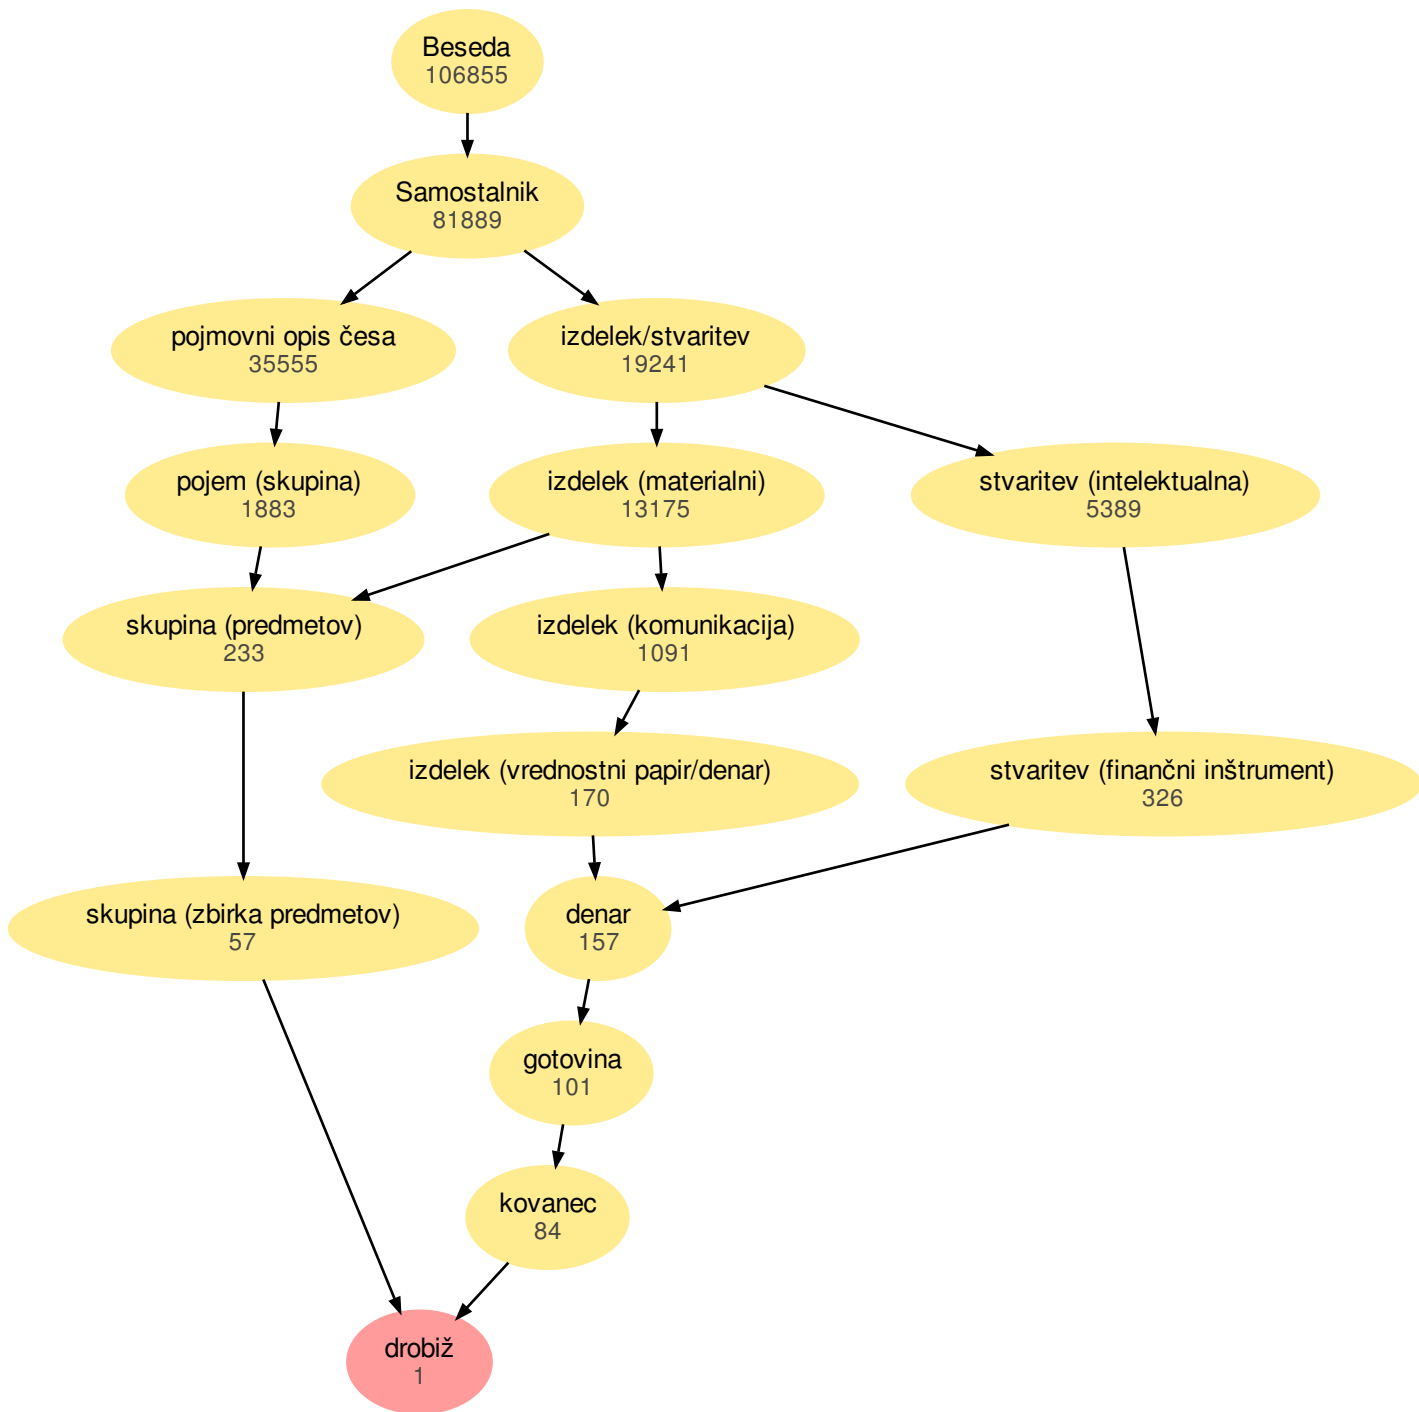 Beseda
106855
Samostalnik
81889
pojmovni opis česa
35555
izdelek/stvaritev
19241
pojem (skupina)
1883
izdelek (materialni)
13175
stvaritev (intelektualna)
5389
skupina (predmetov)
233
izdelek (komunikacija)
1091
izdelek (vrednostni papir/denar)
170
stvaritev (finančni inštrument)
326
skupina (zbirka predmetov)
57
denar
157
gotovina
101
kovanec
84
drobiž
1